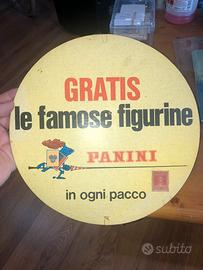 GRATIS
le famose figurine
PANINI
in ogni pacco
subito